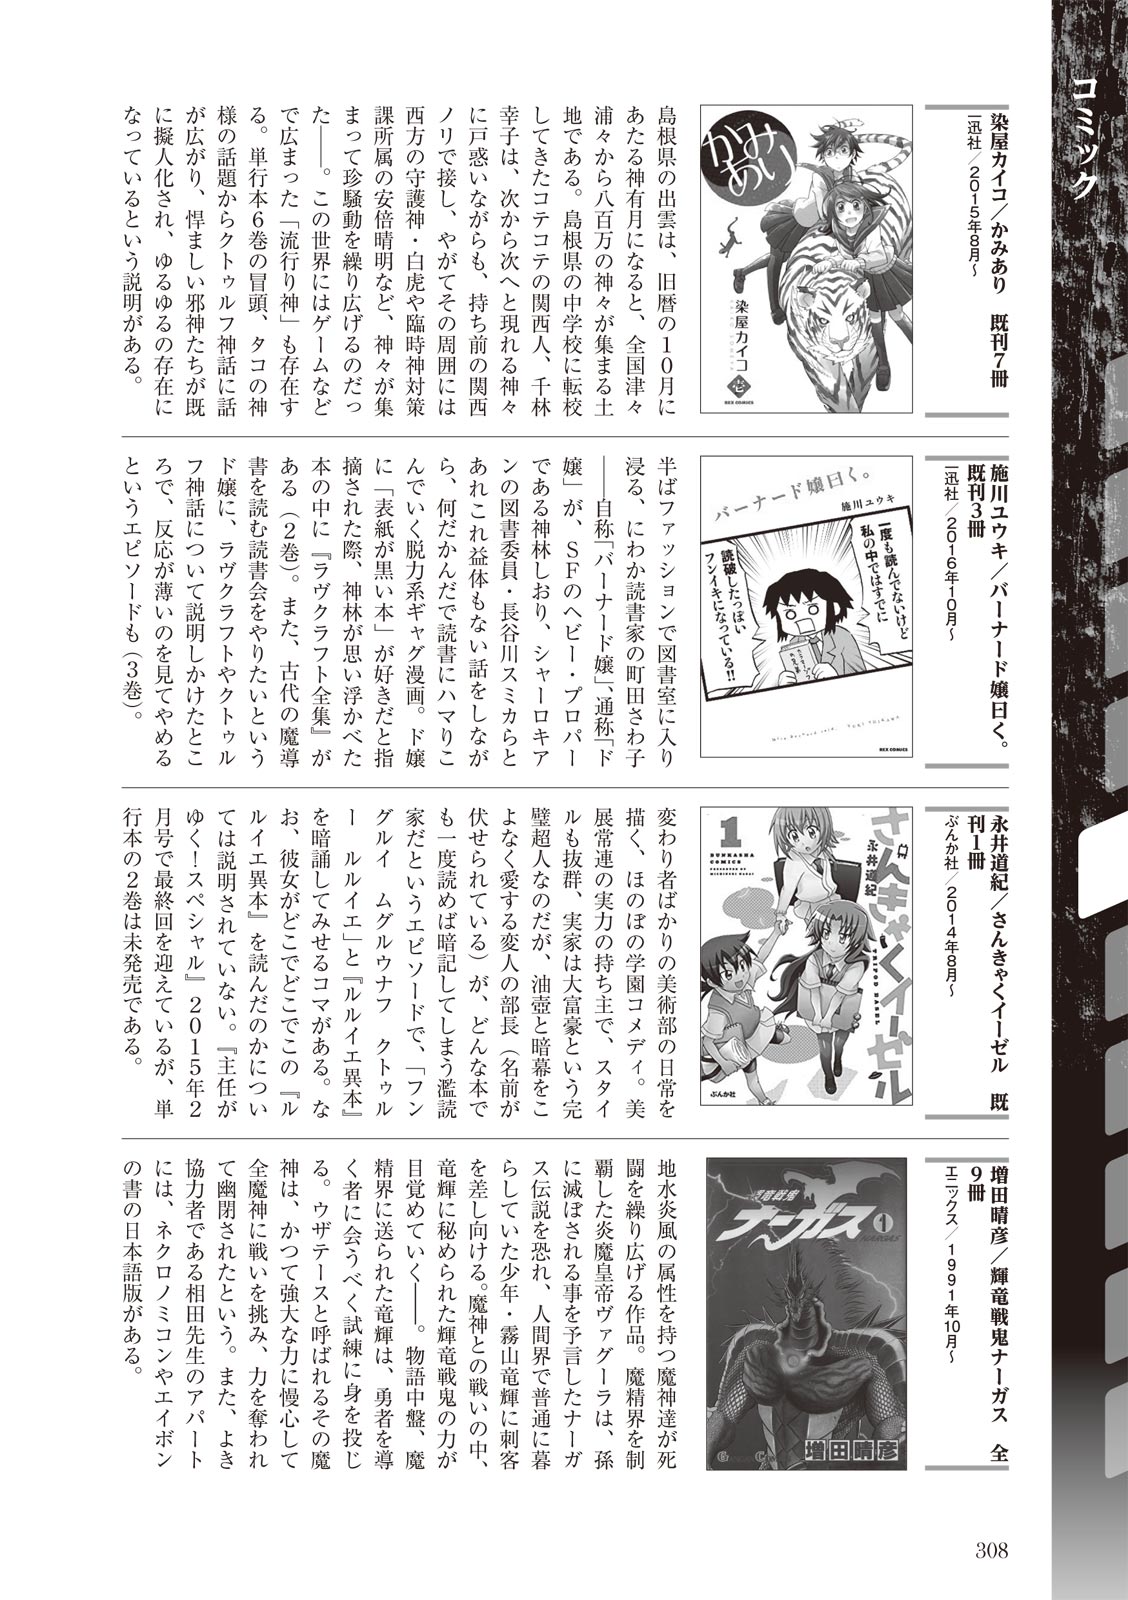 コミック
染屋カイコ／かみあり　既刊7冊
一迅社／2015年8月～
かみあり
染屋カイコ
壱
REX COMICS
島根県の出雲は、旧暦の10月に
あたる神有月になると、全国津々
浦々から八百万の神々が集まる土
地である。島根県の中学校に転校
してきたコテコテの関西人、千林
幸子は、次から次へと現れる神々
に戸惑いながらも、持ち前の関西
ノリで接し、やがてその周囲には
西方の守護神・白虎や臨時神対策
課所属の安倍晴明など、神々が集
まって珍騒動を繰り広げるのだっ
た――。この世界にはゲームなど
で広まった「流行り神」も存在す
る。単行本6巻の冒頭、タコの神
様の話題からクトゥルフ神話に話
が広がり、悍ましい邪神たちが既
に擬人化され、ゆるゆるの存在に
なっているという説明がある。
施川ユウキ／バーナード嬢曰く。
既刊3冊
一迅社／2016年10月～
バーナード嬢曰く。
施川ユウキ
一度も読んでないけど
私の中ではすでに
読破したっぽい
フンイキになっている!!
REX COMICS
半ばファッションで図書室に入り
浸る、にわか読書家の町田さわ子
――自称「バーナード嬢」、通称「ド
嬢」が、SFのヘビー・プロパー
である神林しおり、シャーロキア
ンの図書委員・長谷川スミカらと
あれこれ益体もない話をしなが
ら、何だかんだで読書にハマりこ
んでいく脱力系ギャグ漫画。ド嬢
に「表紙が黒い本」が好きだと指
摘された際、神林が思い浮かべた
本の中に『ラヴクラフト全集』が
ある（2巻）。また、古代の魔導
書を読む読書会をやりたいという
ド嬢に、ラヴクラフトやクトゥル
フ神話について説明しかけたとこ
ろで、反応が薄いのを見てやめる
というエピソードも（3巻）。
永井道紀／さんきゃくイーゼル　既
刊1冊
ぶんか社／2014年8月～
1
BUNKASHA
COMICS
PRESENTED BY
MICHINORI NAGAI
さんきゃくイーゼル
永井道紀
TRIPOD EASEL
ぶんか社
変わり者ばかりの美術部の日常を
描く、ほのぼの学園コメディ。美
展常連の実力の持ち主で、スタイ
ルも抜群、実家は大富豪という完
璧超人なのだが、油壺と暗幕をこ
よなく愛する変人の部長（名前が
伏せられている）が、どんな本で
も一度読めば暗記してしまう濫読
家だというエピソードで、「フン
グルイ　ムグルウナフ　クトゥル
ー　ルルイエ」と『ルルイエ異本』
を暗誦してみせるコマがある。な
お、彼女がどこでどこでこの『ル
ルイエ異本』を読んだのかについ
ては説明されていない。『主任が
ゆく！スペシャル』2015年2
月号で最終回を迎えているが、単
行本の2巻は未発売である。
増田晴彦／輝竜戦鬼ナーガス　全
9冊
エニックス／1991年10月～
輝竜戦鬼
ナーガス
1
NARGAS
増田晴彦
地水炎風の属性を持つ魔神達が死
闘を繰り広げる作品。魔精界を制
覇した炎魔皇帝ヴァグーラは、孫
に滅ぼされる事を予言したナーガ
ス伝説を恐れ、人間界で普通に暮
らしていた少年・霧山竜輝に刺客
を差し向ける。魔神との戦いの中、
竜輝に秘められた輝竜戦鬼の力が
目覚めていく――。物語中盤、魔
精界に送られた竜輝は、勇者を導
く者に会うべく試練に身を投じ
る。ウザテースと呼ばれるその魔
神は、かつて強大な力に慢心して
全魔神に戦いを挑み、力を奪われ
て幽閉されたという。また、よき
協力者である相田先生のアパート
には、ネクロノミコンやエイボン
の書の日本語版がある。
308